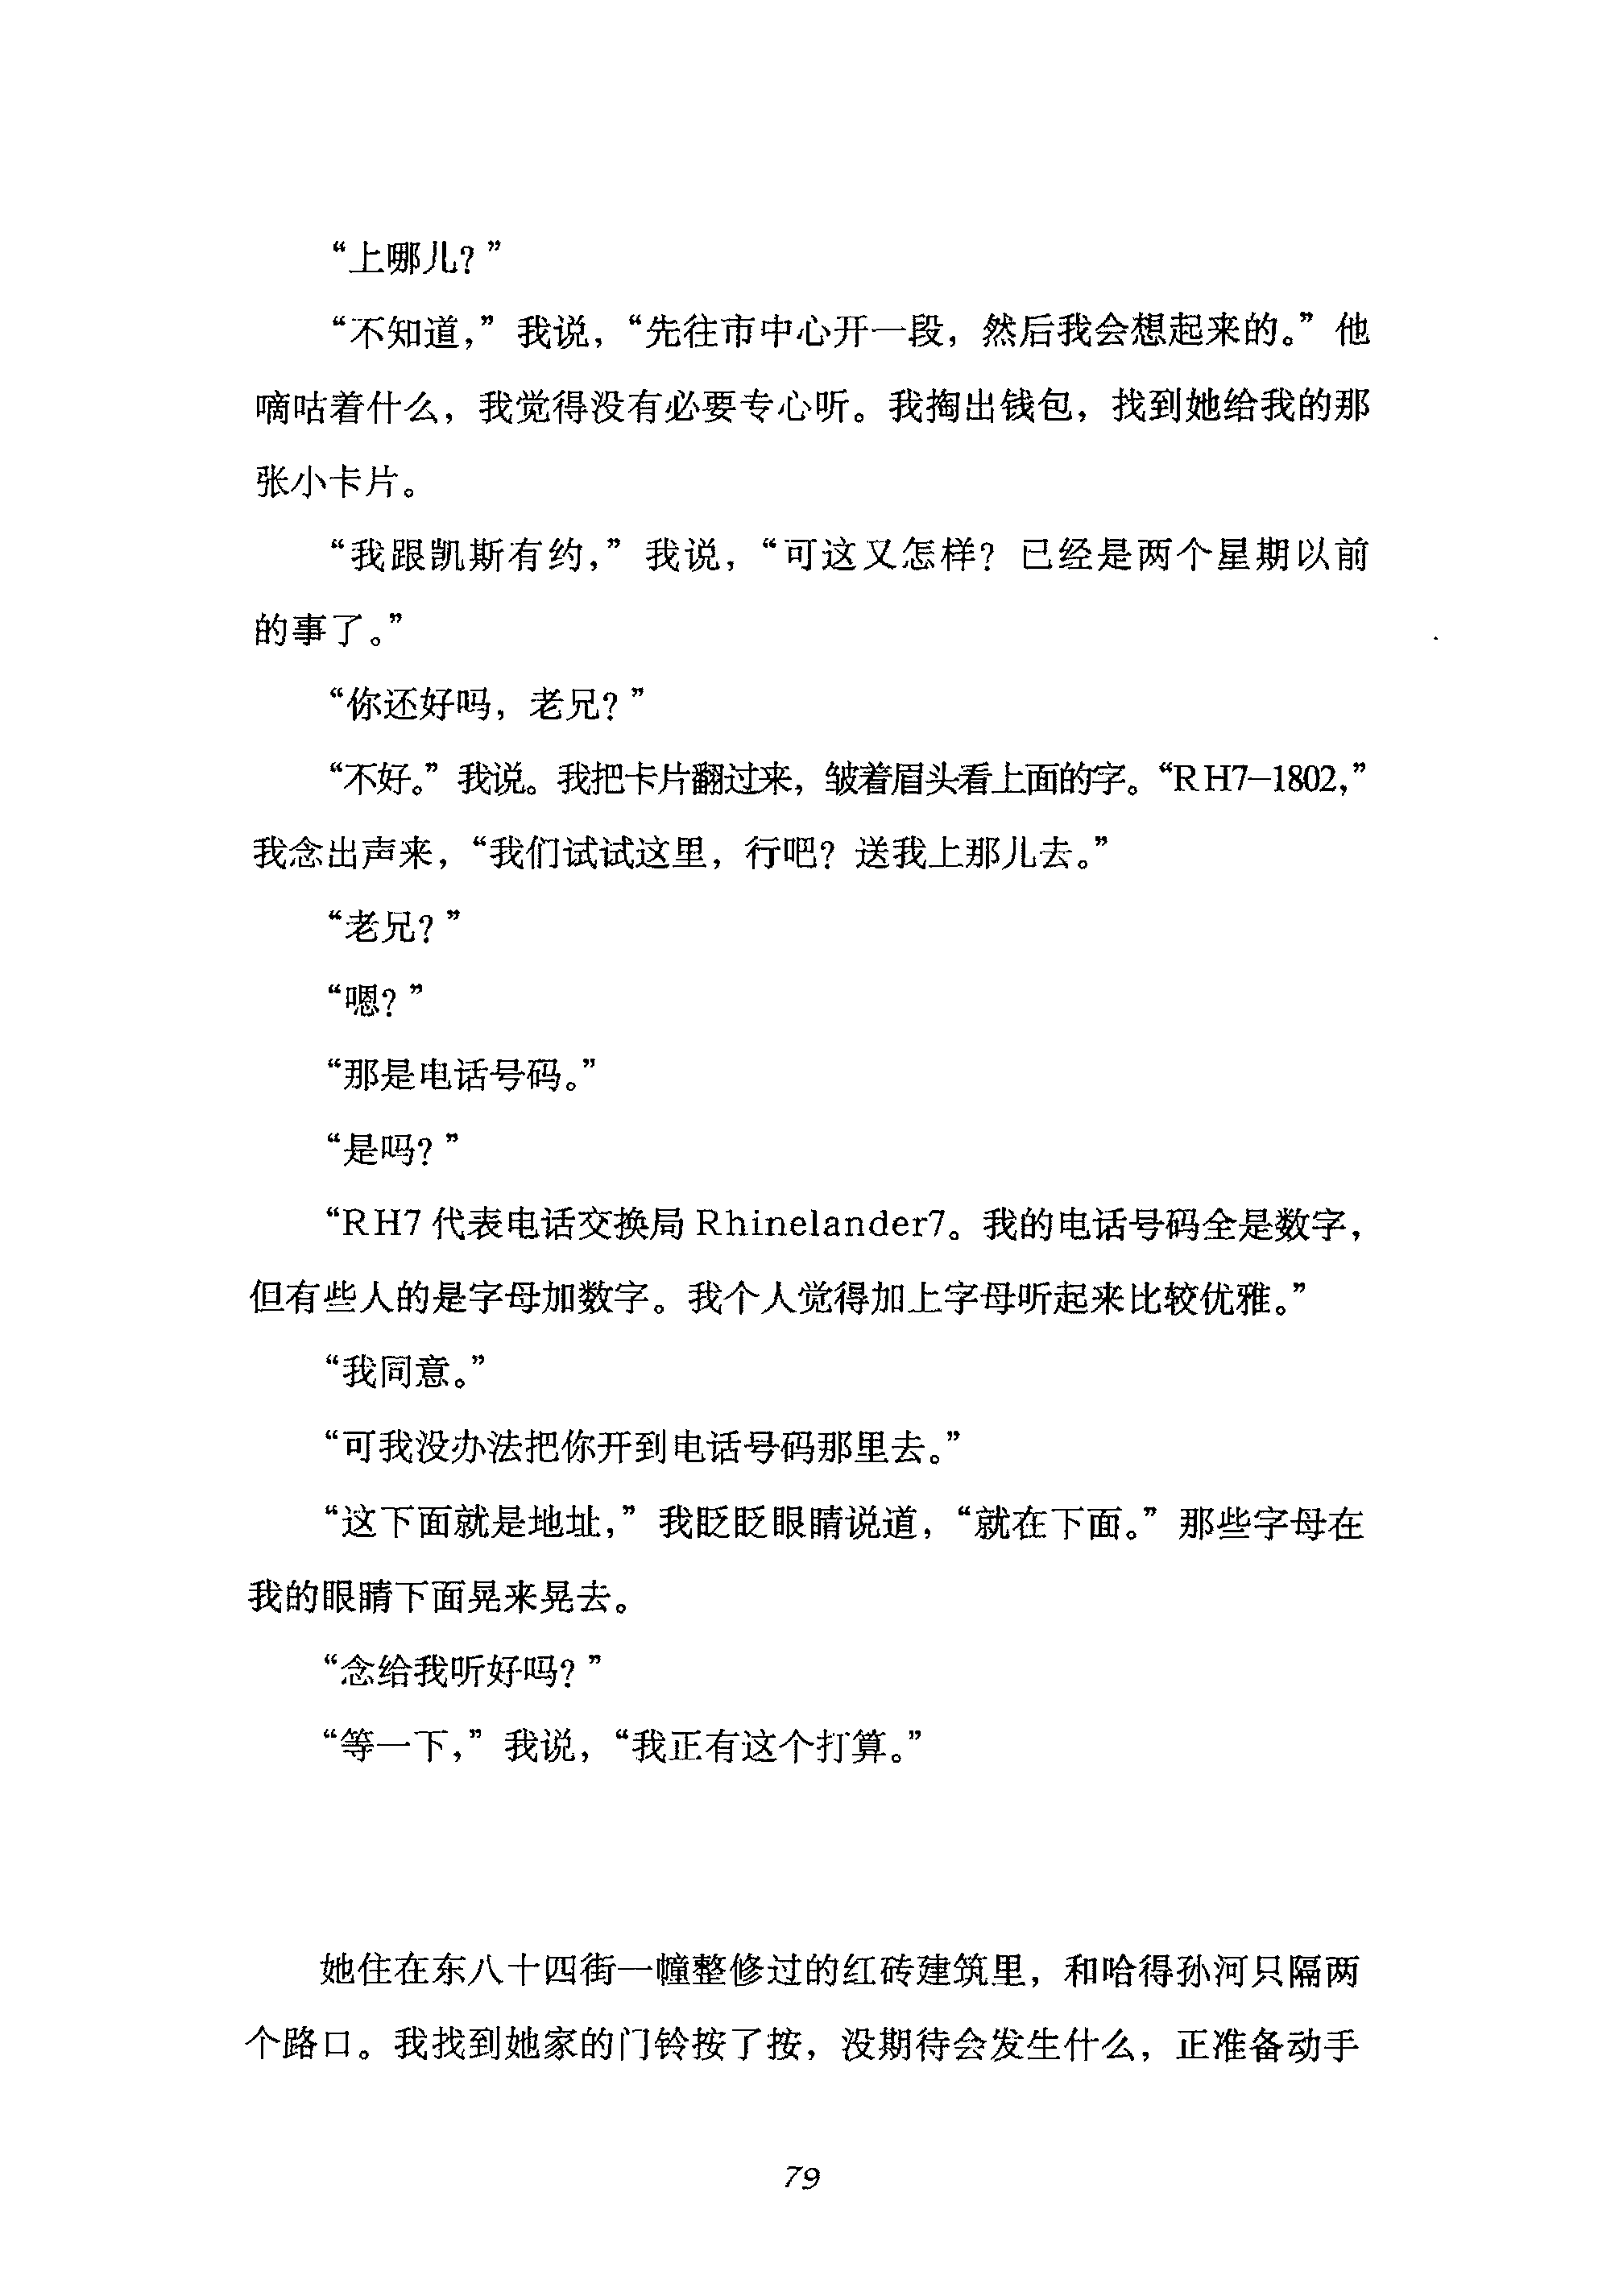 “上哪儿？”
“不知道，”我说，“先往市中心开一段，然后我会想起来的。”他
嘀咕着什么，我觉得没有必要专心听。我掏出钱包，找到她给我的那
张小卡片。
“我跟凯斯有约，”我说，“可这又怎样？已经是两个星期以前
的事了。”
“你还好吗，老兄？”
“不好。”我说。我把卡片翻过来，皱着眉头看上面的字。“RH7—1802，”
我念出声来，“我们试试这里，行吧？送我上那儿去。”
“老兄？”
“嗯？”
“那是电话号码。”
“是吗？”
“RH7代表电话交换局Rhinelander7。我的电话号码全是数字，
但有些人的是字母加数字。我个人觉得加上字母听起来比较优雅。”
“我同意。”
“可我没办法把你开到电话号码那里去。”
“这下面就是地址，”我眨眨眼睛说道，“就在下面。”那些字母在
我的眼睛下面晃来晃去。
“念给我听好吗？”
“等一下，”我说，“我正有这个打算。”
她住在东八十四街一幢整修过的红砖建筑里，和哈得孙河只隔两
个路口。我找到她家的门铃按了按，没期待会发生什么，正准备动手
79